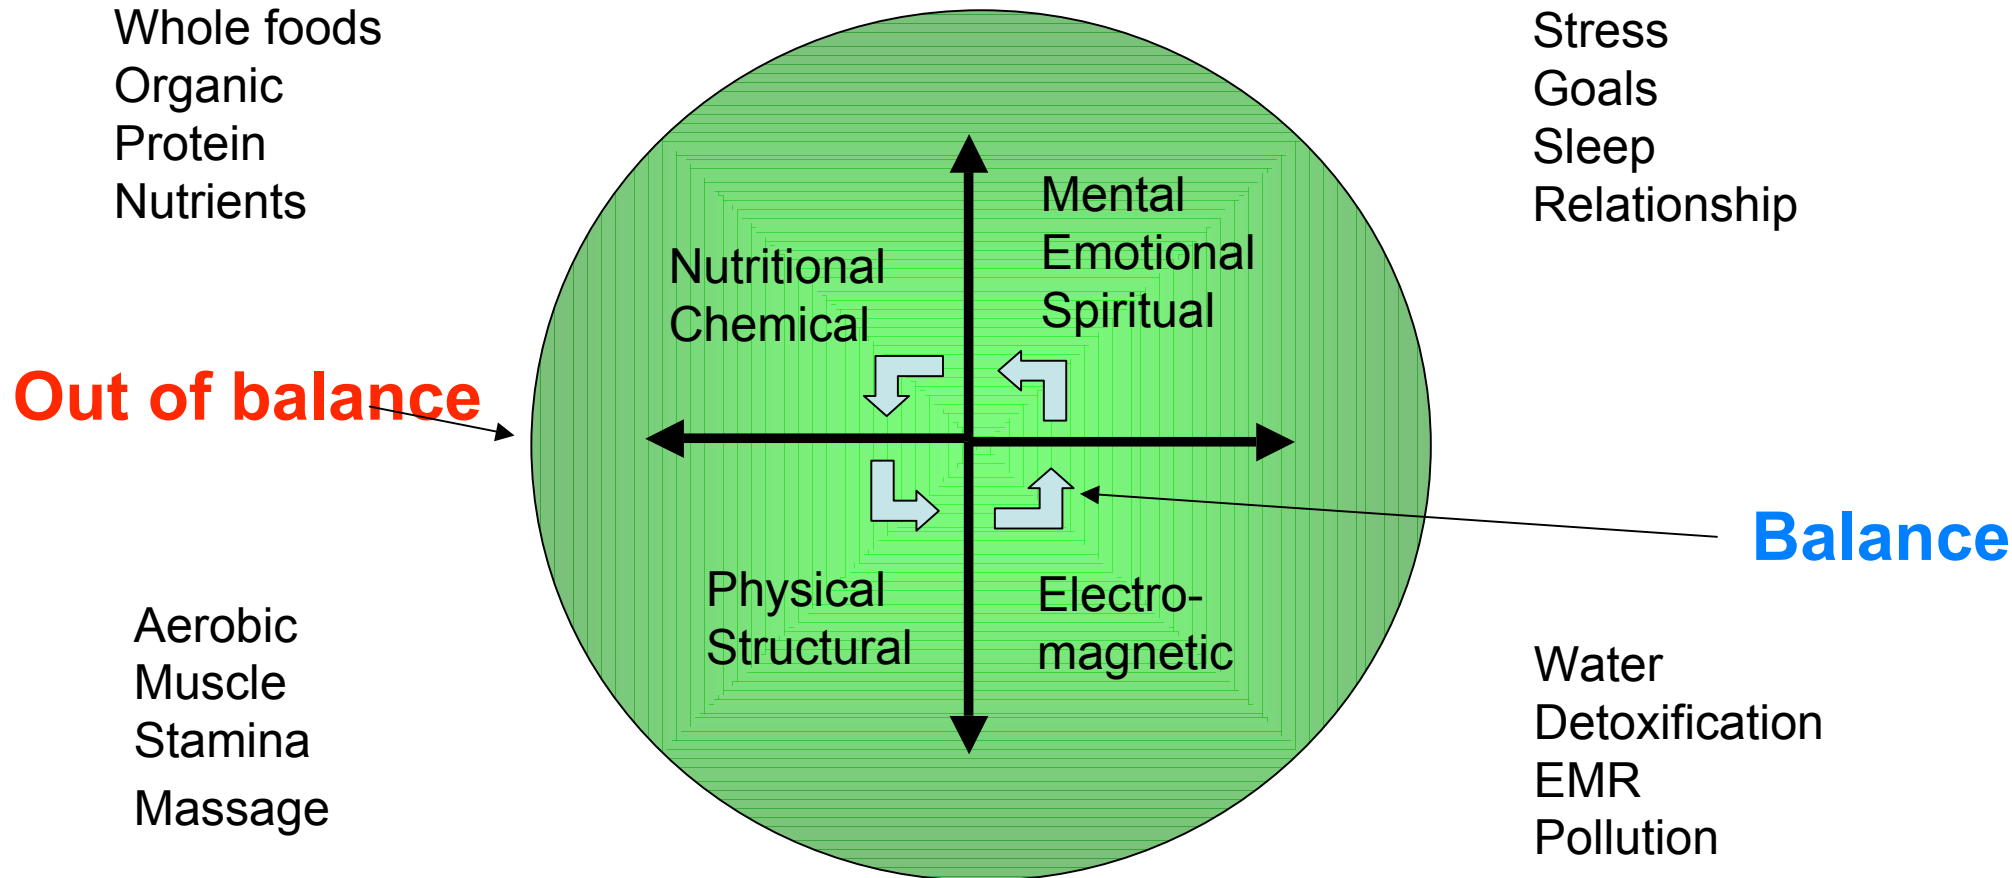 Whole foods
Organic
Protein
Nutrients
Stress
Goals
Sleep
Relationship
Nutritional
Chemical
Mental
Emotional
Spiritual
Out of balance
Balance
Physical
Structural
Electro-
magnetic
Aerobic
Muscle
Stamina
Massage
Water
Detoxification
EMR
Pollution